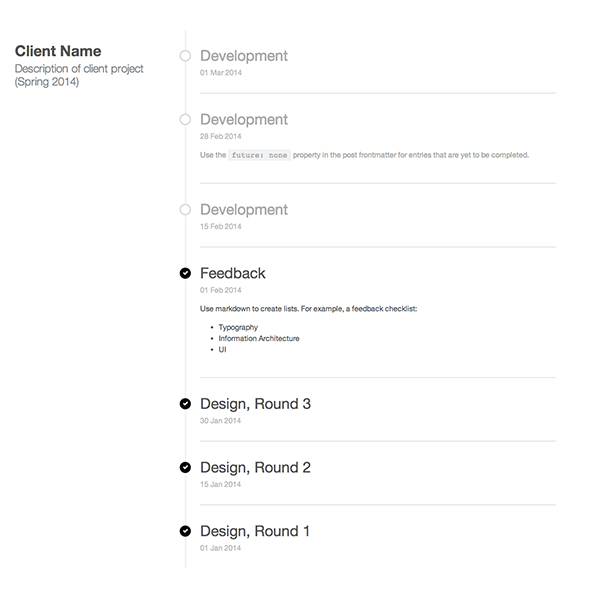 Client Name
Description of client project
(Spring 2014)
Development
01 Mar 2014
Development
28 Feb 2014
Use the future: none property in the post frontmatter for entries that are yet to be completed.
Development
15 Feb 2014
Feedback
01 Feb 2014
Use markdown to create lists. For example, a feedback checklist:
• Typography
• Information Architecture
• UI
Design, Round 3
30 Jan 2014
Design, Round 2
15 Jan 2014
Design, Round 1
01 Jan 2014